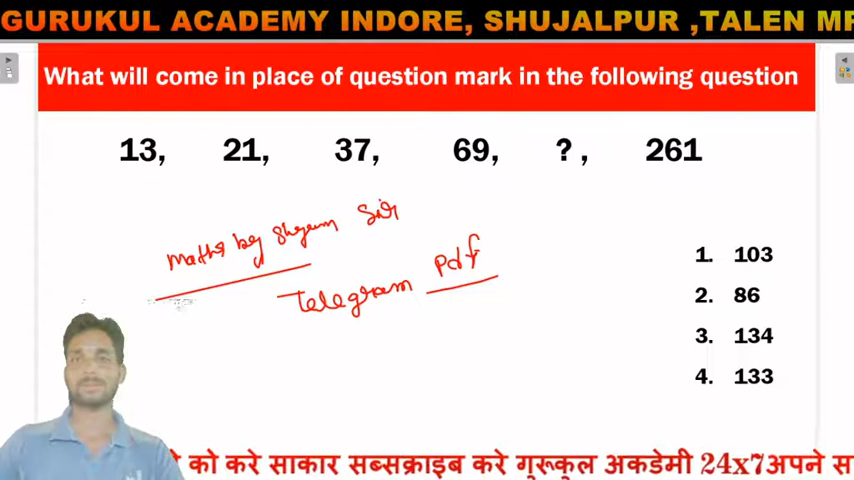 GURUKUL ACADEMY INDORE, SHUJALPUR ,TALEN MP
What will come in place of question mark in the following question
13, 21, 37, 69, ? , 261
Maths by Shyam Sir
Telegram Pdf
1. 103
2. 86
3. 134
4. 133
को करे साकार सब्सक्राइब करे गुरूकुल अकडेमी 24x7अपने स